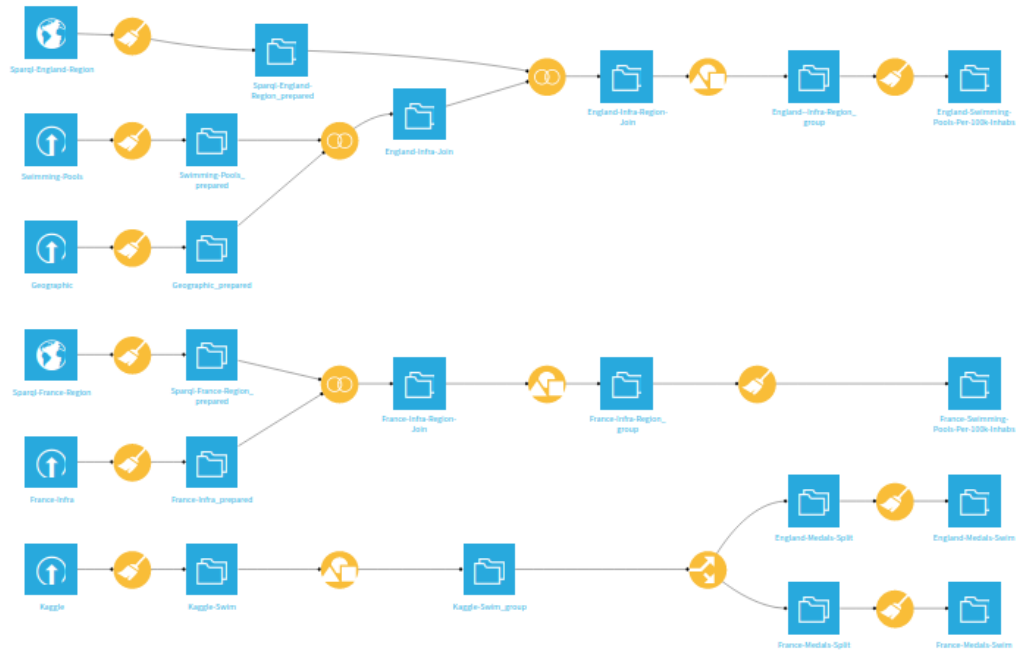 Sparql-England-Region
Sparql-England-
Region_prepared
England-Infra-Region-
Join
England--Infra-Region_
group
England-Swimming-
Pools-Per-100k-Inhabs
England-Infra-Join
Swimming-Pools
Swimming-Pools_
prepared
Geographic
Geographic_prepared
Sparql-France-Region
Sparql-France-Region_
prepared
France-Infra-Region-
Join
France-Infra-Region_
group
France-Swimming-
Pools-Per-100k-Inhabs
France-Infra
France-Infra_prepared
England-Medals-Split
England-Medals-Swim
Kaggle
Kaggle-Swim
Kaggle-Swim_group
France-Medals-Split
France-Medals-Swim